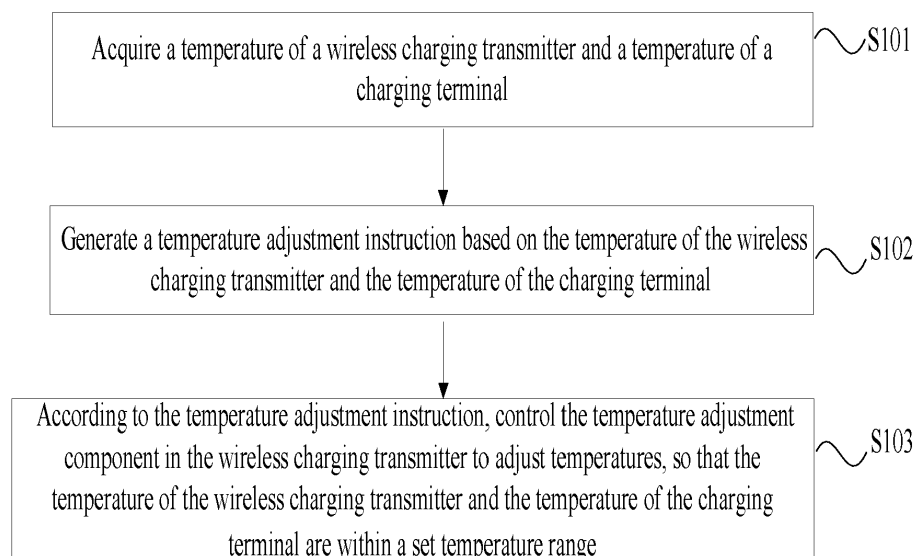 Acquire a temperature of a wireless charging transmitter and a temperature of a
charging terminal
S101
Generate a temperature adjustment instruction based on the temperature of the wireless
charging transmitter and the temperature of the charging terminal
S102
According to the temperature adjustment instruction, control the temperature adjustment
component in the wireless charging transmitter to adjust temperatures, so that the
temperature of the wireless charging transmitter and the temperature of the charging
terminal are within a set temperature range
S103